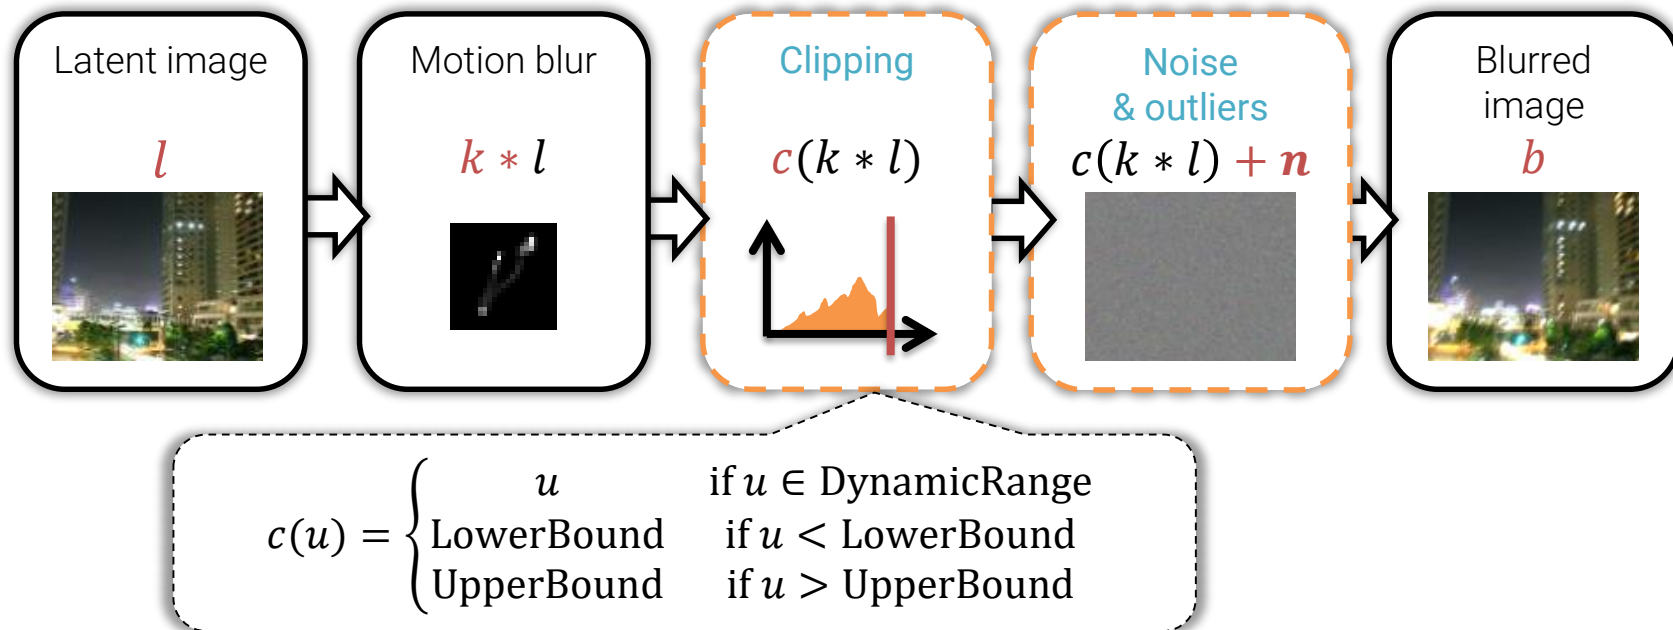 Latent image
l
Motion blur
k ∗ l
Clipping
c(k ∗ l)
Noise
& outliers
c(k ∗ l) + n
Blurred
image
b
c(u) = { u if u ∈ DynamicRange
LowerBound if u < LowerBound
UpperBound if u > UpperBound